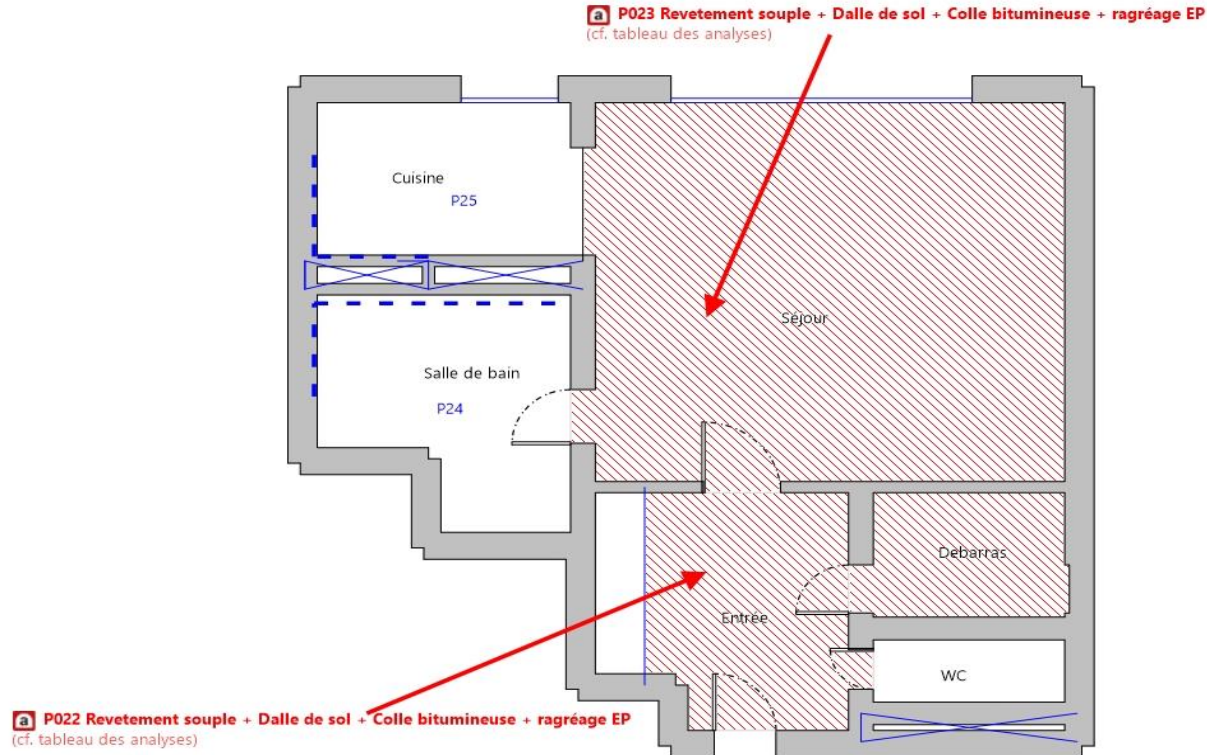 a P023 Revetement souple + Dalle de sol + Colle bitumineuse + ragréage EP
(cf. tableau des analyses)
Cuisine
P25
Séjour
Salle de bain
P24
Debarras
Entrée
WC
a P022 Revetement souple + Dalle de sol + Colle bitumineuse + ragréage EP
(cf. tableau des analyses)